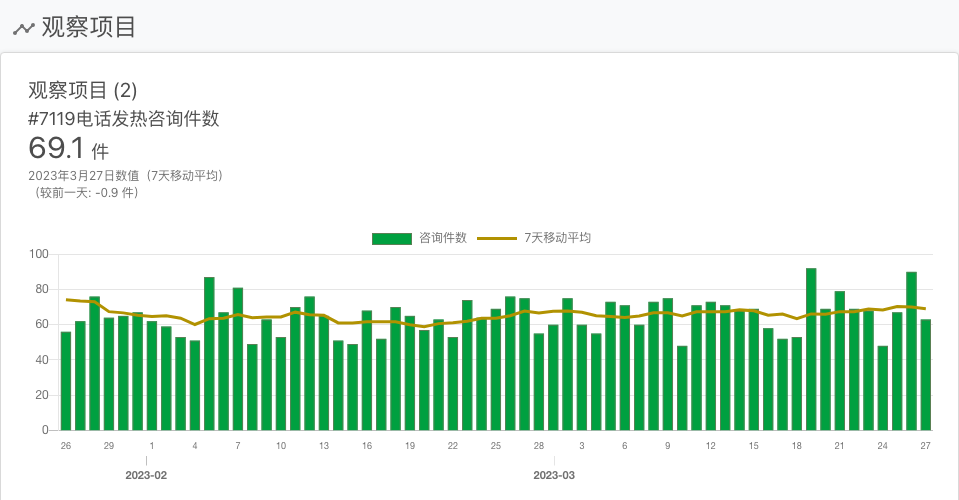 观察项目
观察项目 (2)
#7119电话发热咨询件数
69.1 件
2023年3月27日数值（7天移动平均）
（较前一天: -0.9 件）
咨询件数 7天移动平均
100
80
60
40
20
0
26 29 1 4 7 10 13 16 19 22 25 28 3 6 9 12 15 18 21 24 27
2023-02 2023-03